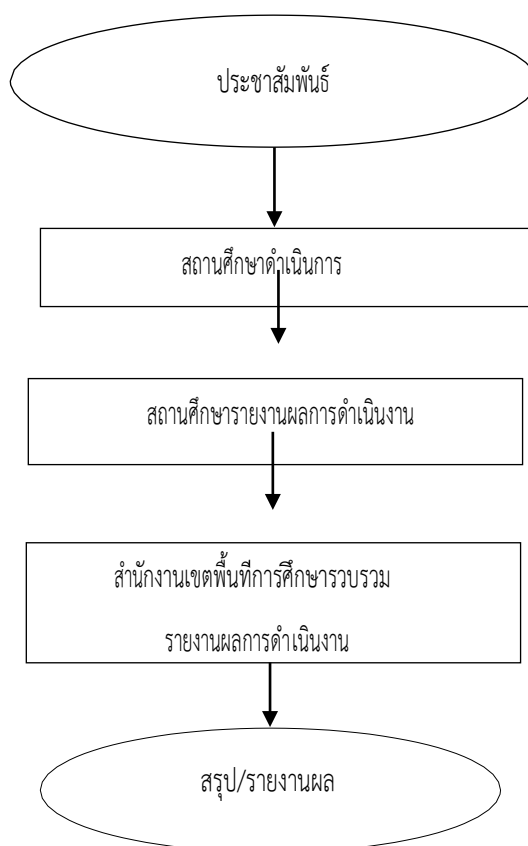 ประชาสัมพันธ์
สถานศึกษาดำเนินการ
สถานศึกษารายงานผลการดำเนินงาน
สำนักงานเขตพื้นที่การศึกษารวบรวม
รายงานผลการดำเนินงาน
สรุป/รายงานผล